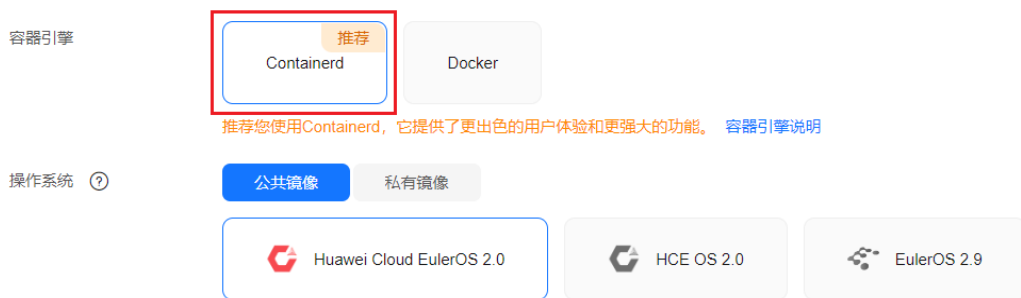 容器引擎
推荐
Containerd
Docker
推荐您使用Containerd，它提供了更出色的用户体验和更强大的功能。 容器引擎说明
操作系统 ?
公共镜像
私有镜像
Huawei Cloud EulerOS 2.0
HCE OS 2.0
EulerOS 2.9